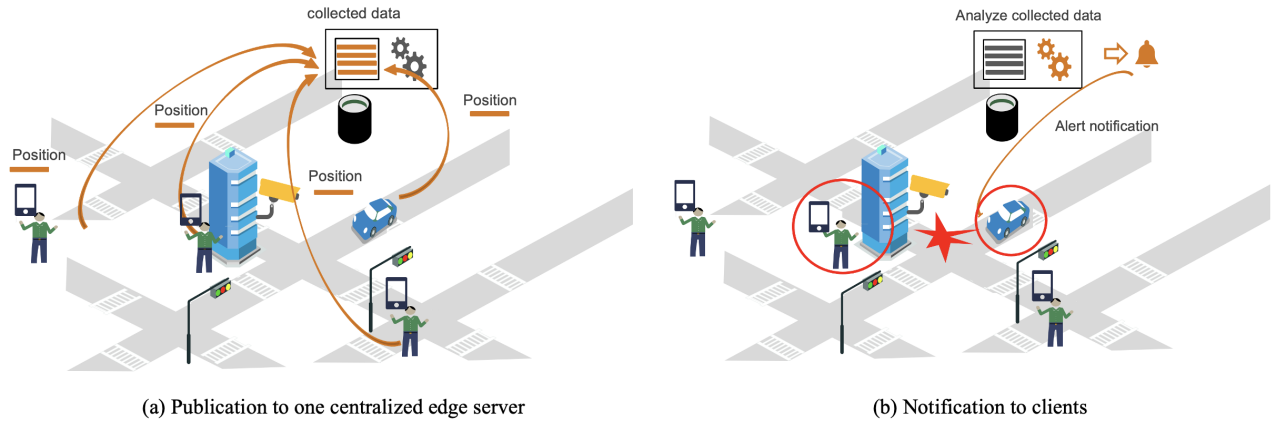 collected data
Position
Position
Position
Position
(a) Publication to one centralized edge server
Analyze collected data
Alert notification
(b) Notification to clients